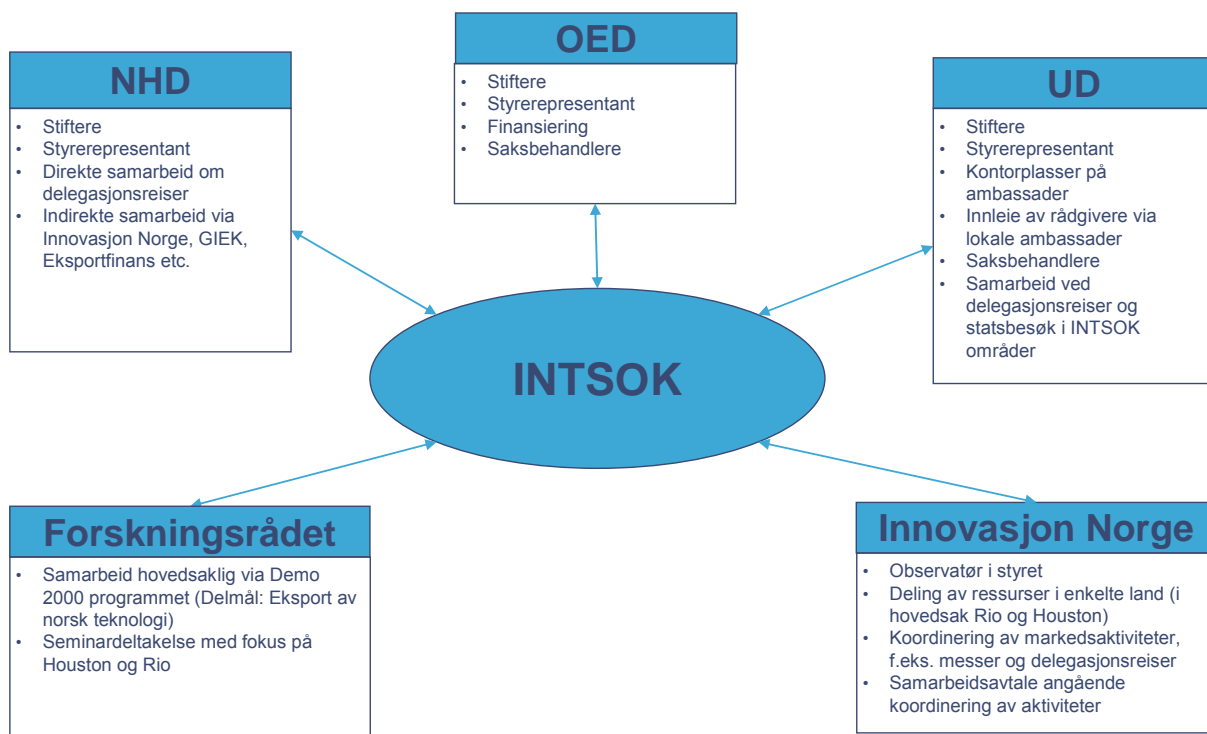 NHD
• Stiftere
• Styrerepresentant
• Direkte samarbeid om
delegasjonsreiser
• Indirekte samarbeid via
Innovasjon Norge, GIEK,
Eksportfinans etc.
OED
• Stiftere
• Styrerepresentant
• Finansiering
• Saksbehandlere
UD
• Stiftere
• Styrerepresentant
• Kontorplasser på
ambassader
• Innleie av rådgivere via
lokale ambassader
• Saksbehandlere
• Samarbeid ved
delegasjonsreiser og
statsbesøk i INTSOK
områder
INTSOK
Forskningsrådet
• Samarbeid hovedsaklig via Demo
2000 programmet (Delmål: Eksport av
norsk teknologi)
• Seminardeltakelse med fokus på
Houston og Rio
Innovasjon Norge
• Observatør i styret
• Deling av ressurser i enkelte land (i
hovedsak Rio og Houston)
• Koordinering av markedsaktiviteter,
f.eks. messer og delegasjonsreiser
• Samarbeidsavtale angående
koordinering av aktiviteter